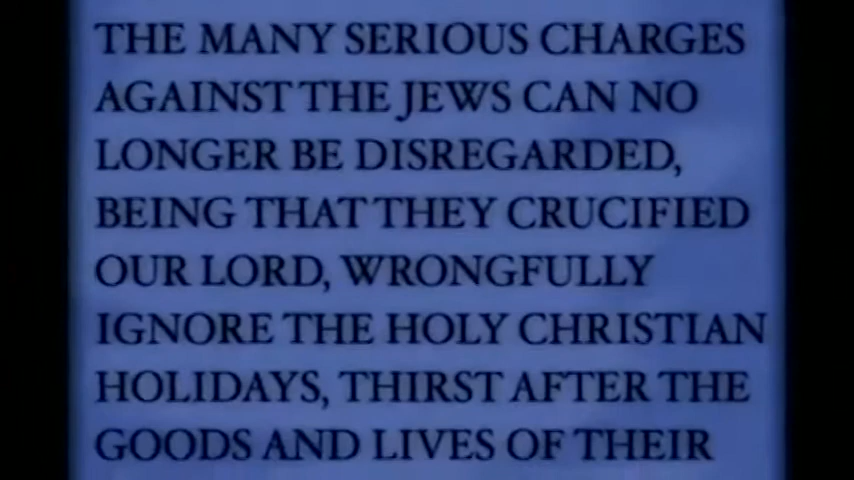 THE MANY SERIOUS CHARGES
AGAINST THE JEWS CAN NO
LONGER BE DISREGARDED,
BEING THAT THEY CRUCIFIED
OUR LORD, WRONGFULLY
IGNORE THE HOLY CHRISTIAN
HOLIDAYS, THIRST AFTER THE
GOODS AND LIVES OF THEIR